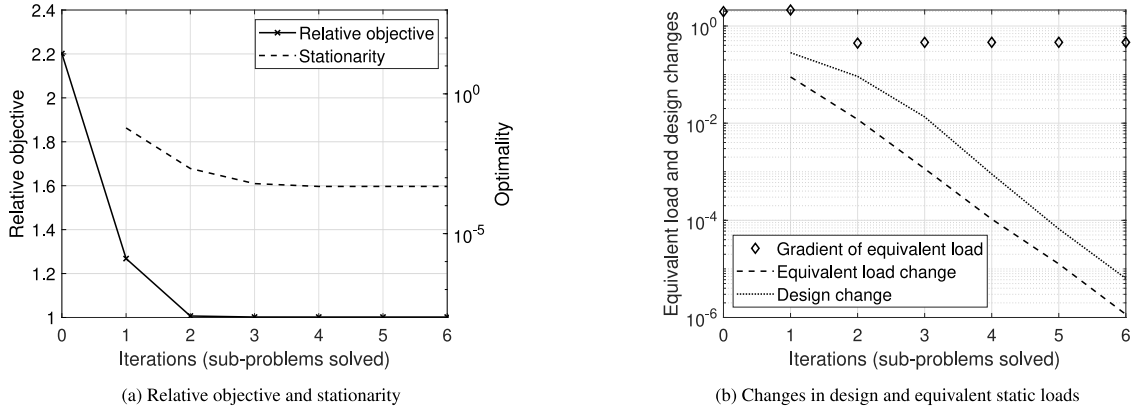 2.4
2.2
2
1.8
1.6
1.4
1.2
1
Relative objective
Relative objective
Stationarity
10^0
10^-5
Optimality
0
1
2
3
4
5
6
Iterations (sub-problems solved)
(a) Relative objective and stationarity
10^0
10^-2
10^-4
10^-6
Equivalent load and design changes
Gradient of equivalent load
Equivalent load change
Design change
0
1
2
3
4
5
6
Iterations (sub-problems solved)
(b) Changes in design and equivalent static loads